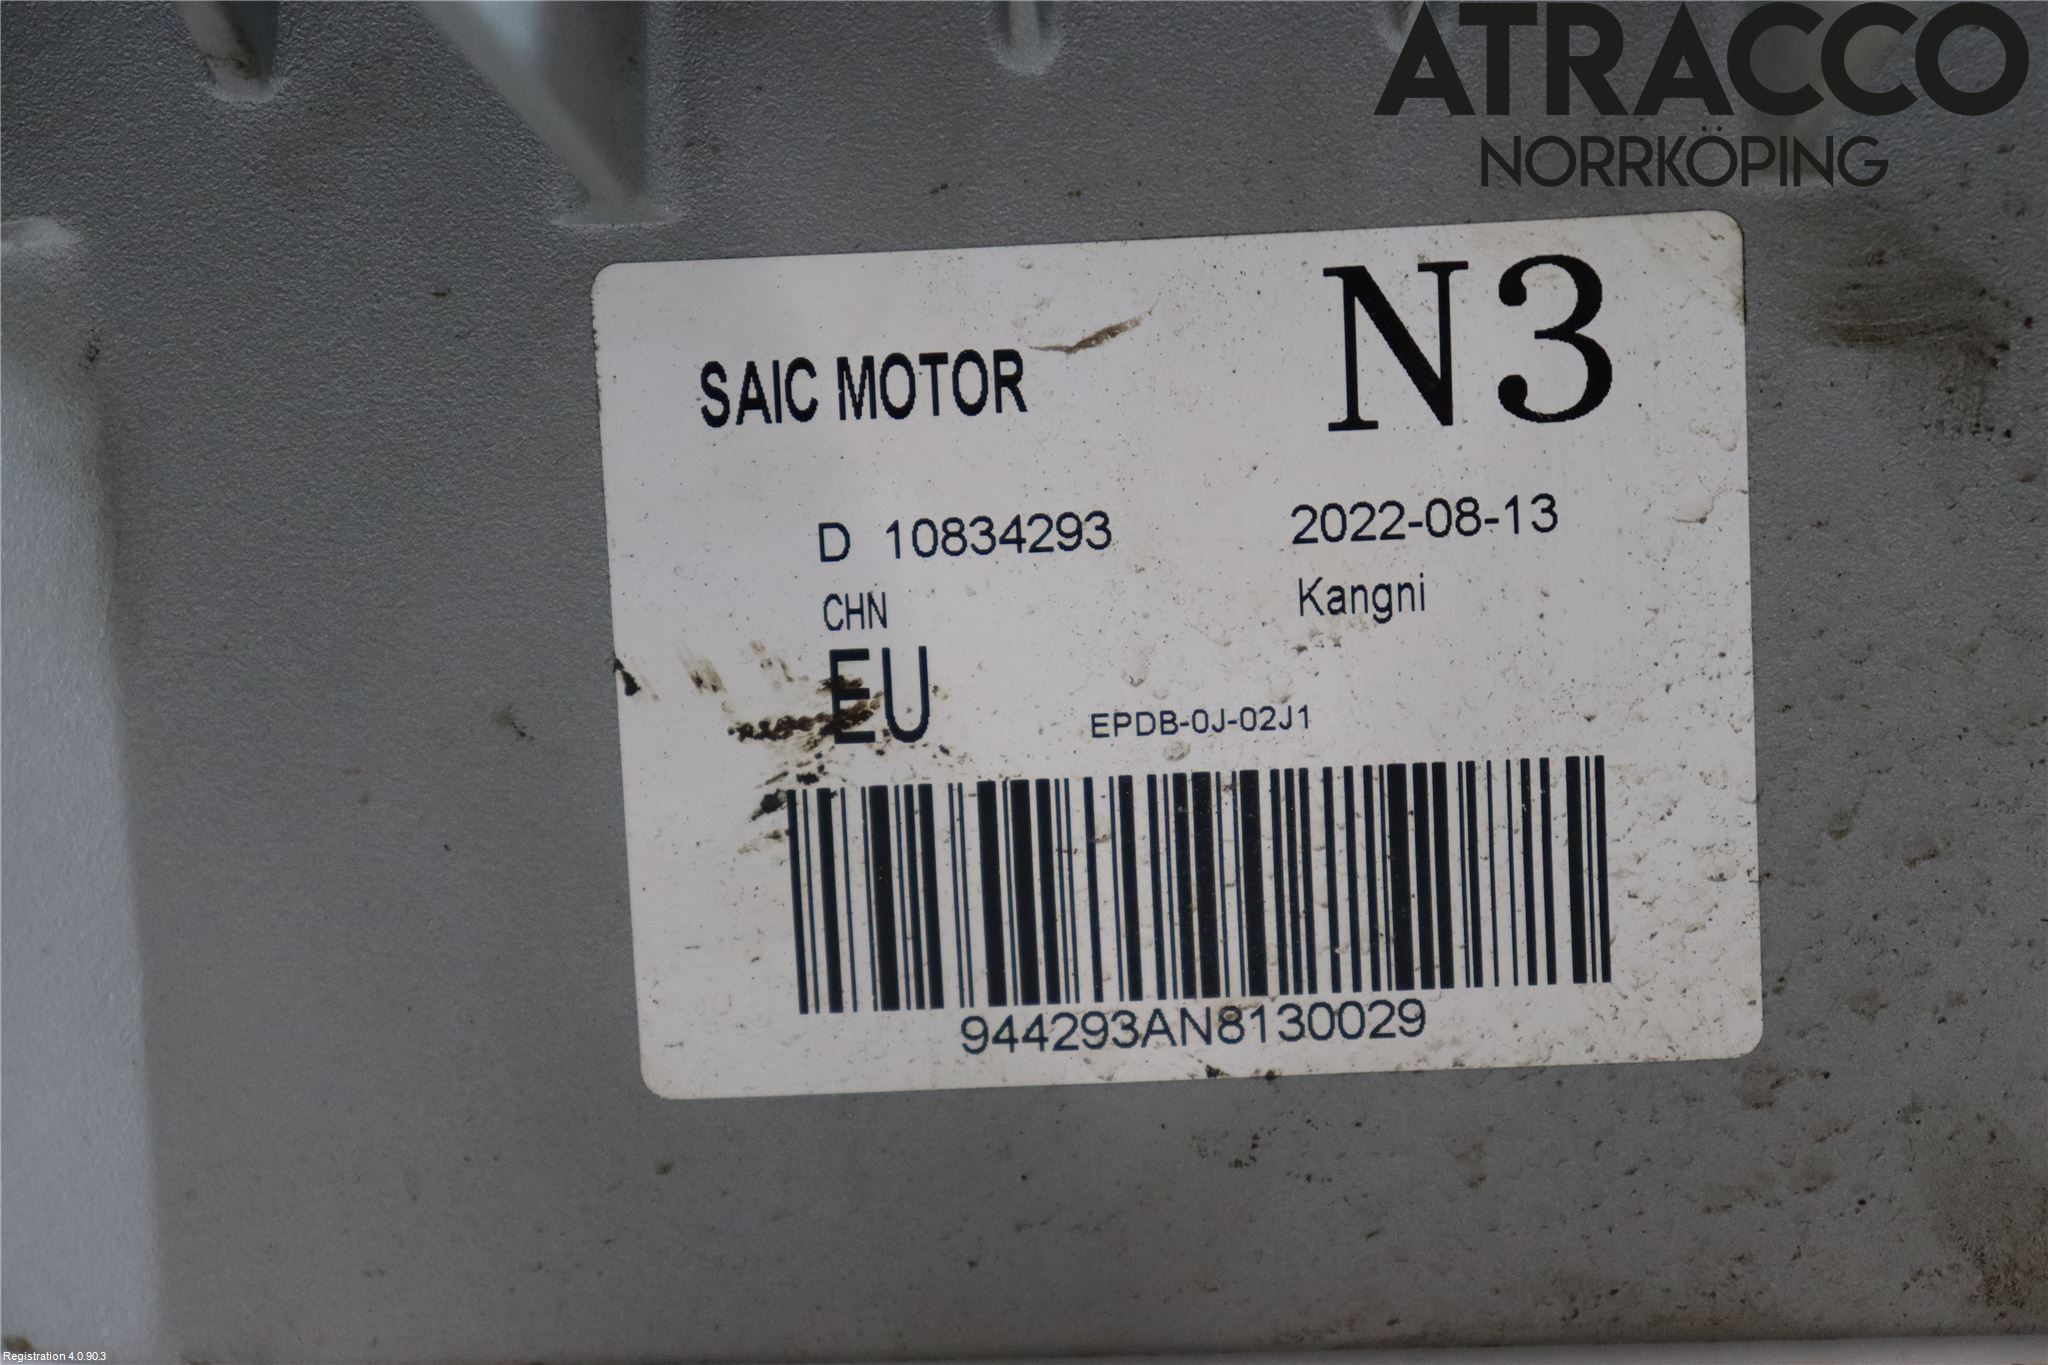 ATRACCO
NORRKÖPING
N3
SAIC MOTOR
D 10834293 2022-08-13
CHN Kangni
EU EPDB-0J-02J1
944293AN8130029
Registration 4.0.90.3